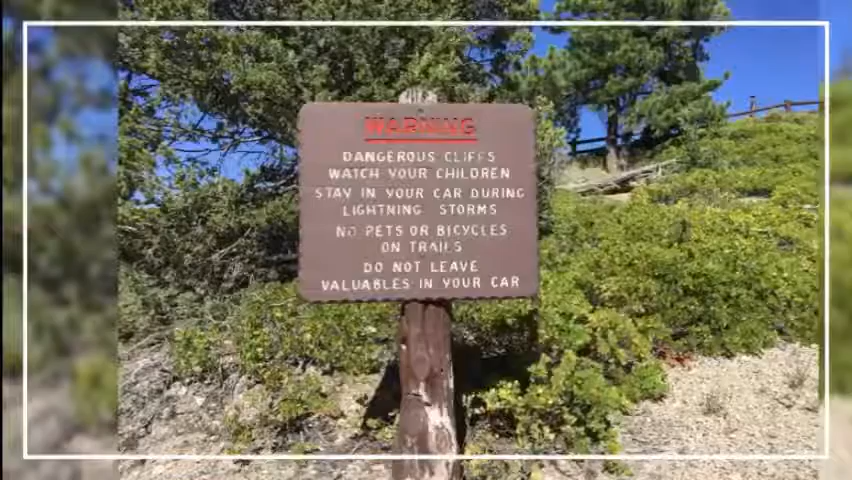 WARNING
DANGEROUS CLIFFS
WATCH YOUR CHILDREN
STAY IN YOUR CAR DURING
LIGHTNING STORMS
NO PETS OR BICYCLES
ON TRAILS
DO NOT LEAVE
VALUABLES IN YOUR CAR